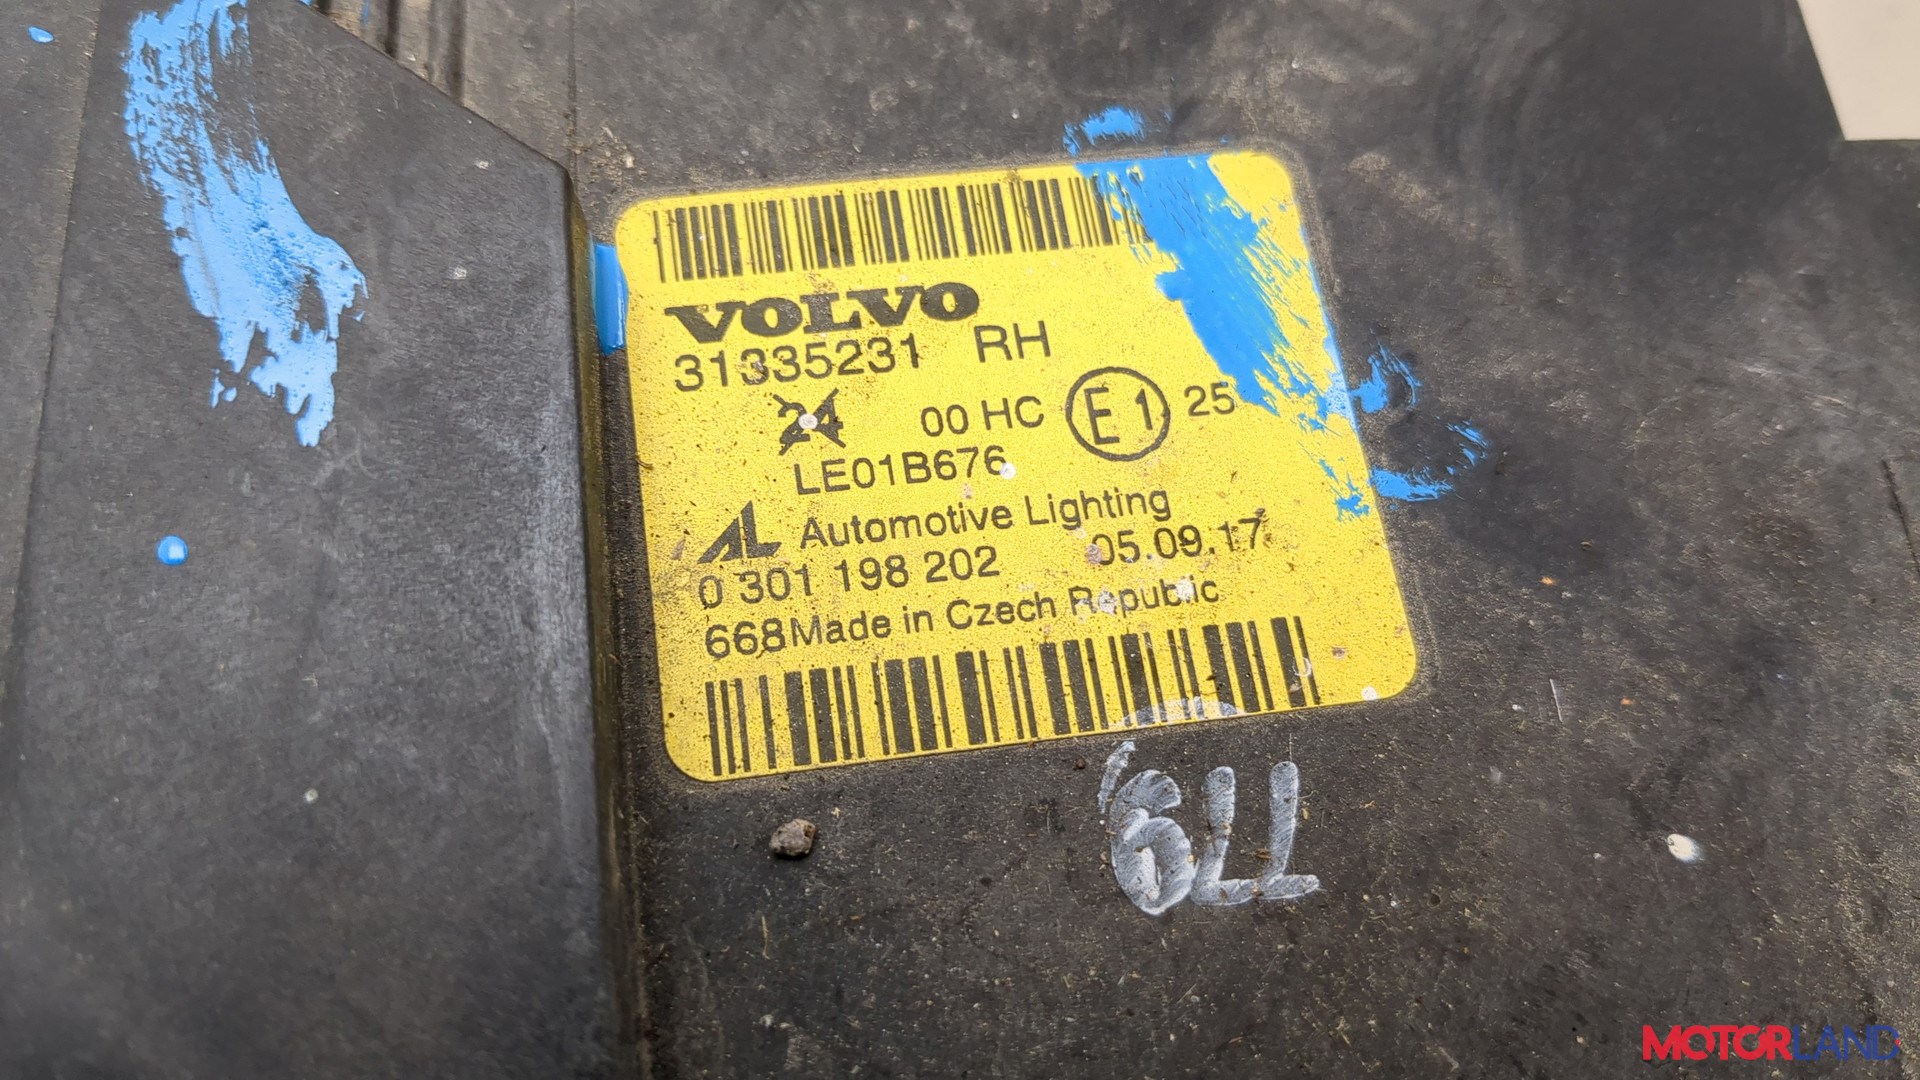 VOLVO
31335231 RH
24 00 HC E1 25
LE01B676
AL Automotive Lighting
0 301 198 202 05.09.17
668 Made in Czech Republic
MOTORLAND